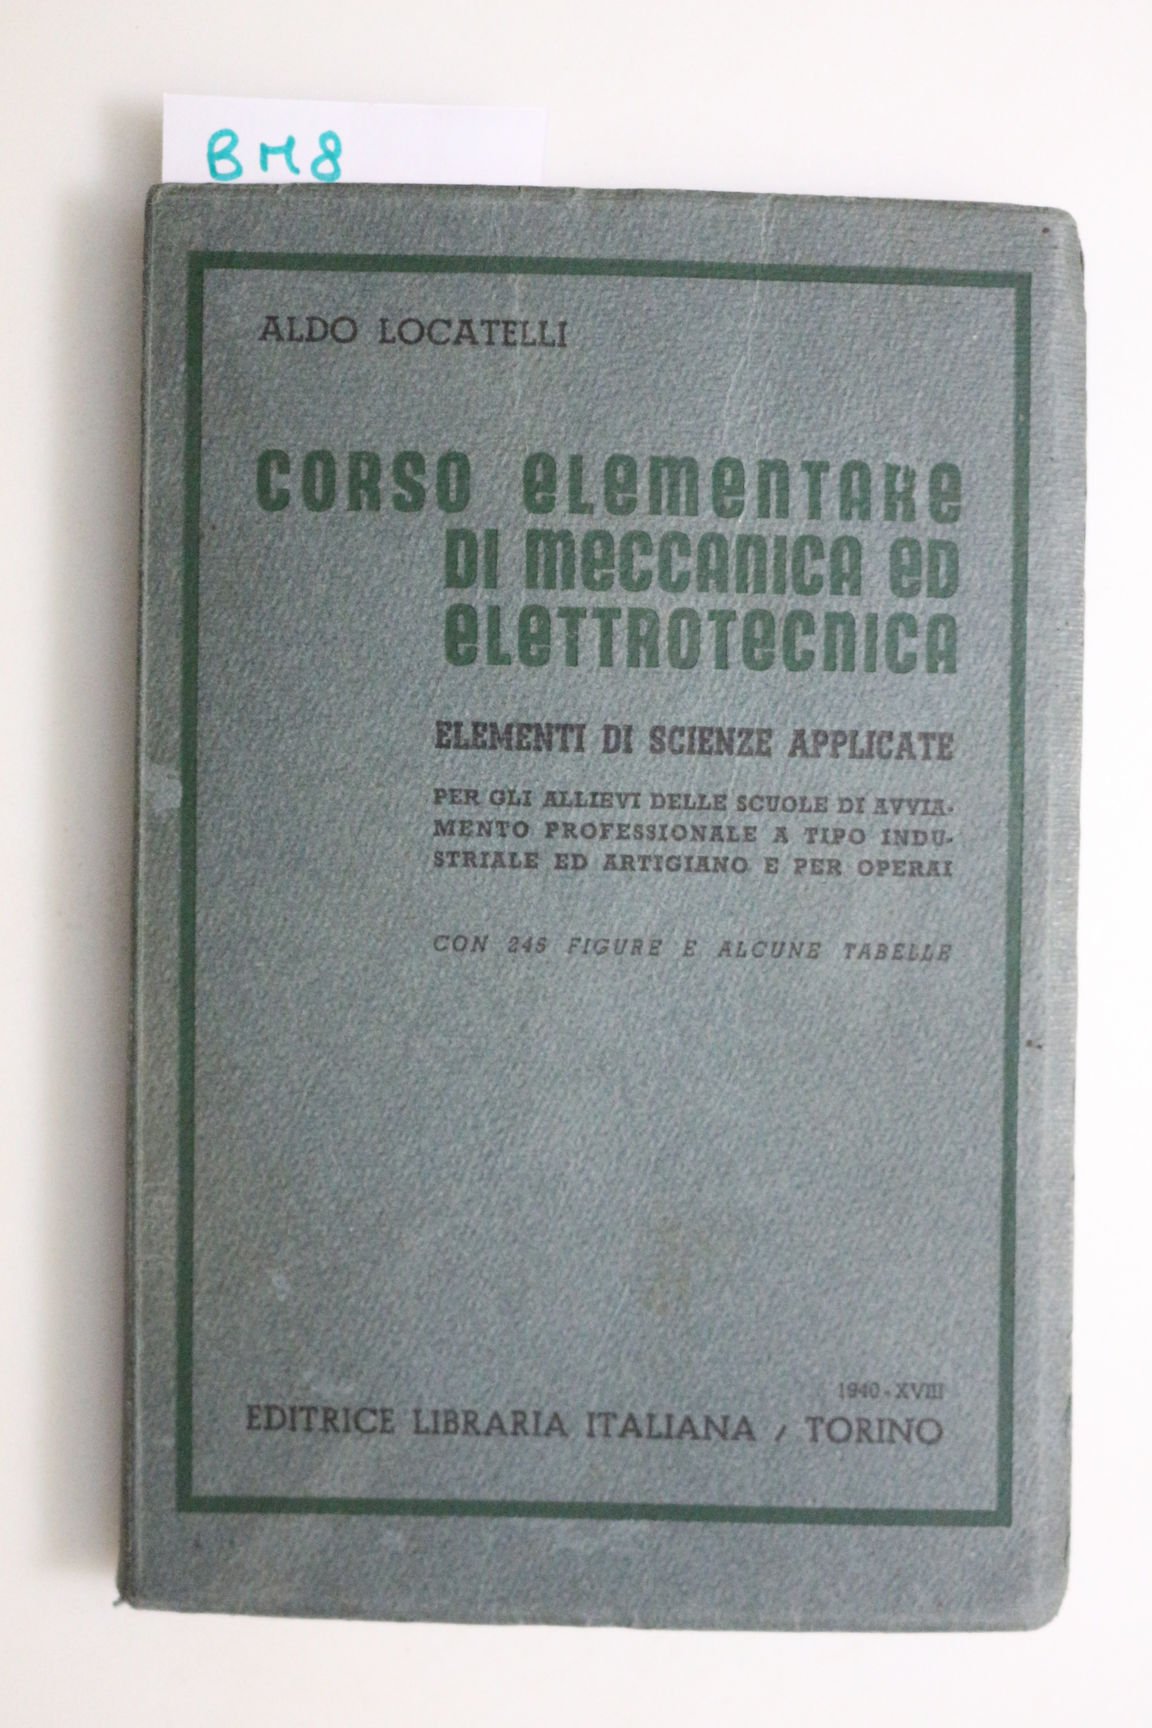 BM8
ALDO LOCATELLI
CORSO eLementARe
DI meccAnICA eD
eLetTROTecnICA
ELEMENTI DI SCIENZE APPLICATE
PER GLI ALLIEVI DELLE SCUOLE DI AVVIA-
MENTO PROFESSIONALE A TIPO INDU-
STRIALE ED ARTIGIANO E PER OPERAI
CON 245 FIGURE E ALCUNE TABELLE
1940-XVIII
EDITRICE LIBRARIA ITALIANA / TORINO